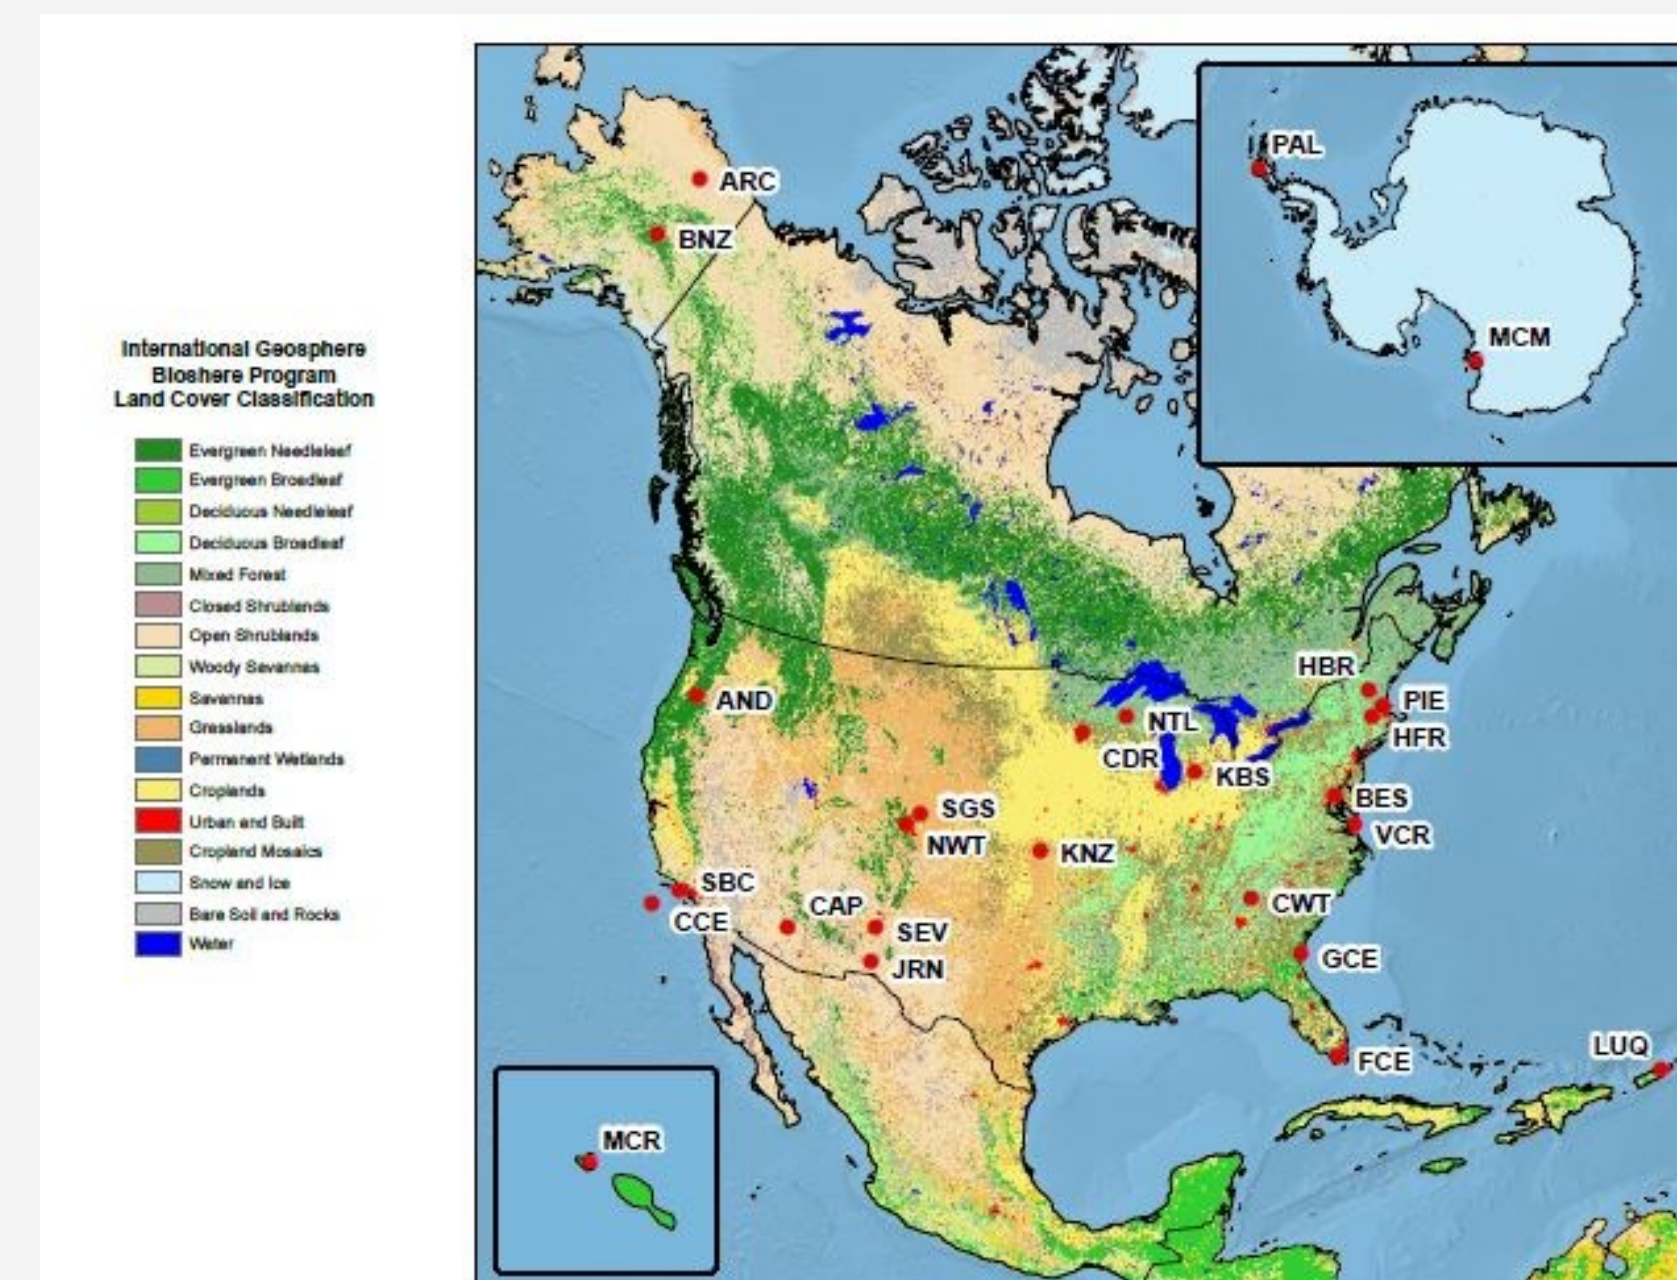 International Geosphere
Bioshere Program
Land Cover Classification
Evergreen Needleleaf
Evergreen Broadleaf
Deciduous Needleleaf
Deciduous Broadleaf
Mixed Forest
Closed Shrublands
Open Shrublands
Woody Savannas
Savannas
Grasslands
Permanent Wetlands
Croplands
Urban and Built
Cropland Mosaics
Snow and Ice
Bare Soil and Rocks
Water
PAL
ARC
BNZ
MCM
HBR
AND
PIE
NTL
HFR
CDR
KBS
BES
SGS
VCR
NWT
KNZ
SBC
CAP
CWT
CCE
SEV
GCE
JRN
LUQ
FCE
MCR